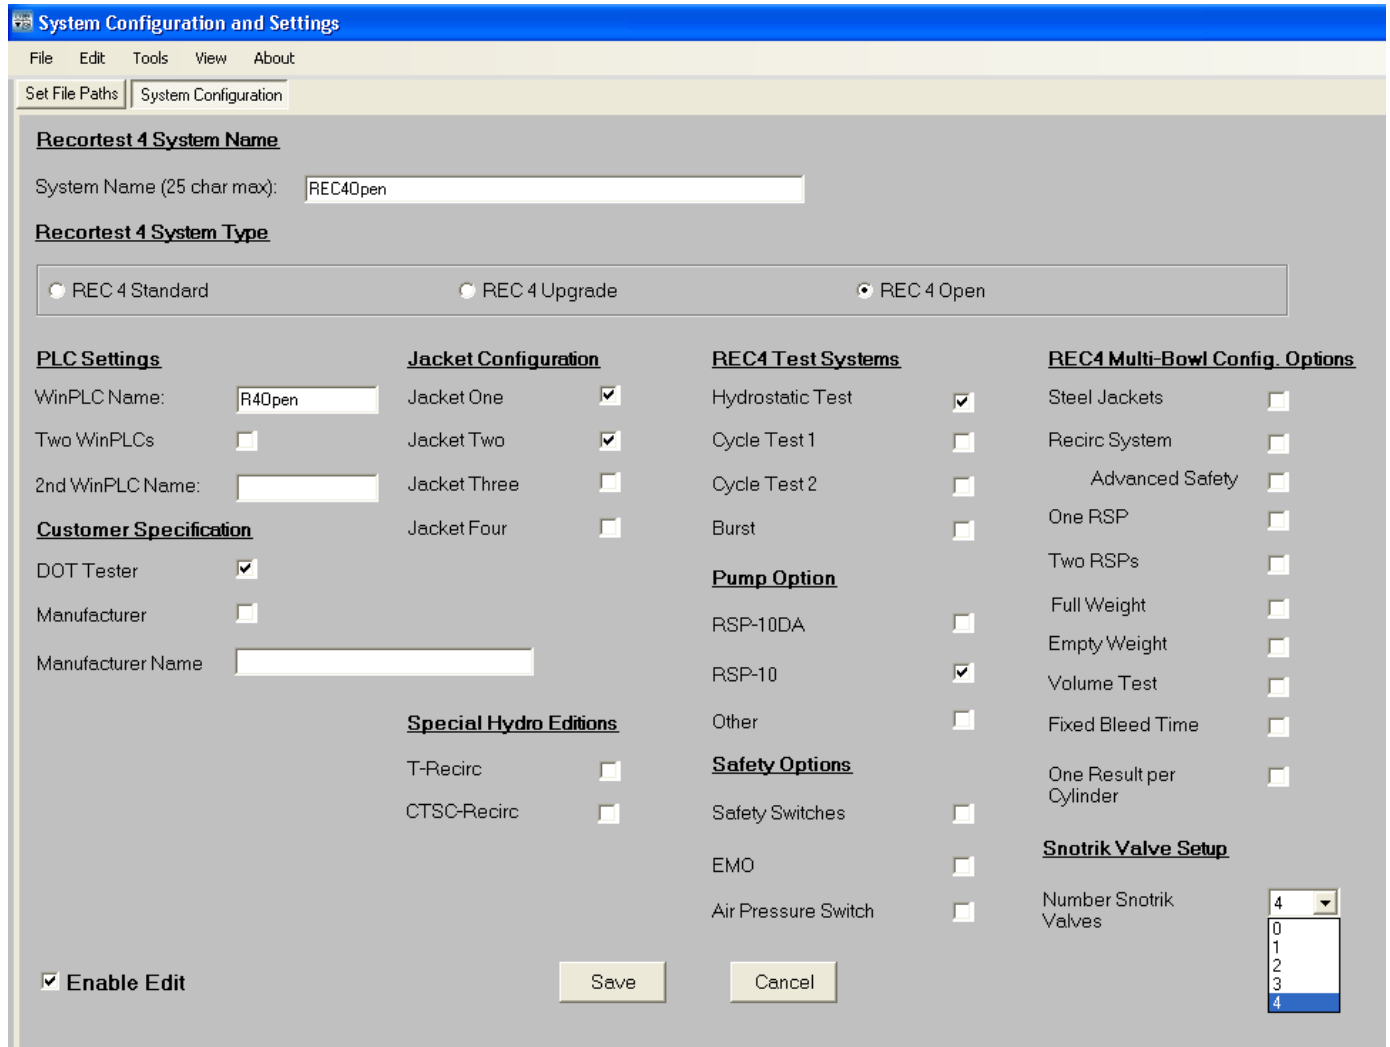 System Configuration and Settings
File Edit Tools View About
Set File Paths System Configuration
Recortest 4 System Name
System Name (25 char max): REC4Open
Recortest 4 System Type
REC 4 Standard REC 4 Upgrade REC 4 Open
PLC Settings
WinPLC Name: R4Open
Two WinPLCs
2nd WinPLC Name:
Customer Specification
DOT Tester
Manufacturer
Manufacturer Name
Jacket Configuration
Jacket One
Jacket Two
Jacket Three
Jacket Four
Special Hydro Editions
T-Recirc
CTSC-Recirc
REC4 Test Systems
Hydrostatic Test
Cycle Test 1
Cycle Test 2
Burst
Pump Option
RSP-10DA
RSP-10
Other
Safety Options
Safety Switches
EMO
Air Pressure Switch
REC4 Multi-Bowl Config. Options
Steel Jackets
Recirc System
Advanced Safety
One RSP
Two RSPs
Full Weight
Empty Weight
Volume Test
Fixed Bleed Time
One Result per
Cylinder
Snotrik Valve Setup
Number Snotrik
Valves
4
0
1
2
3
4
Enable Edit
Save Cancel